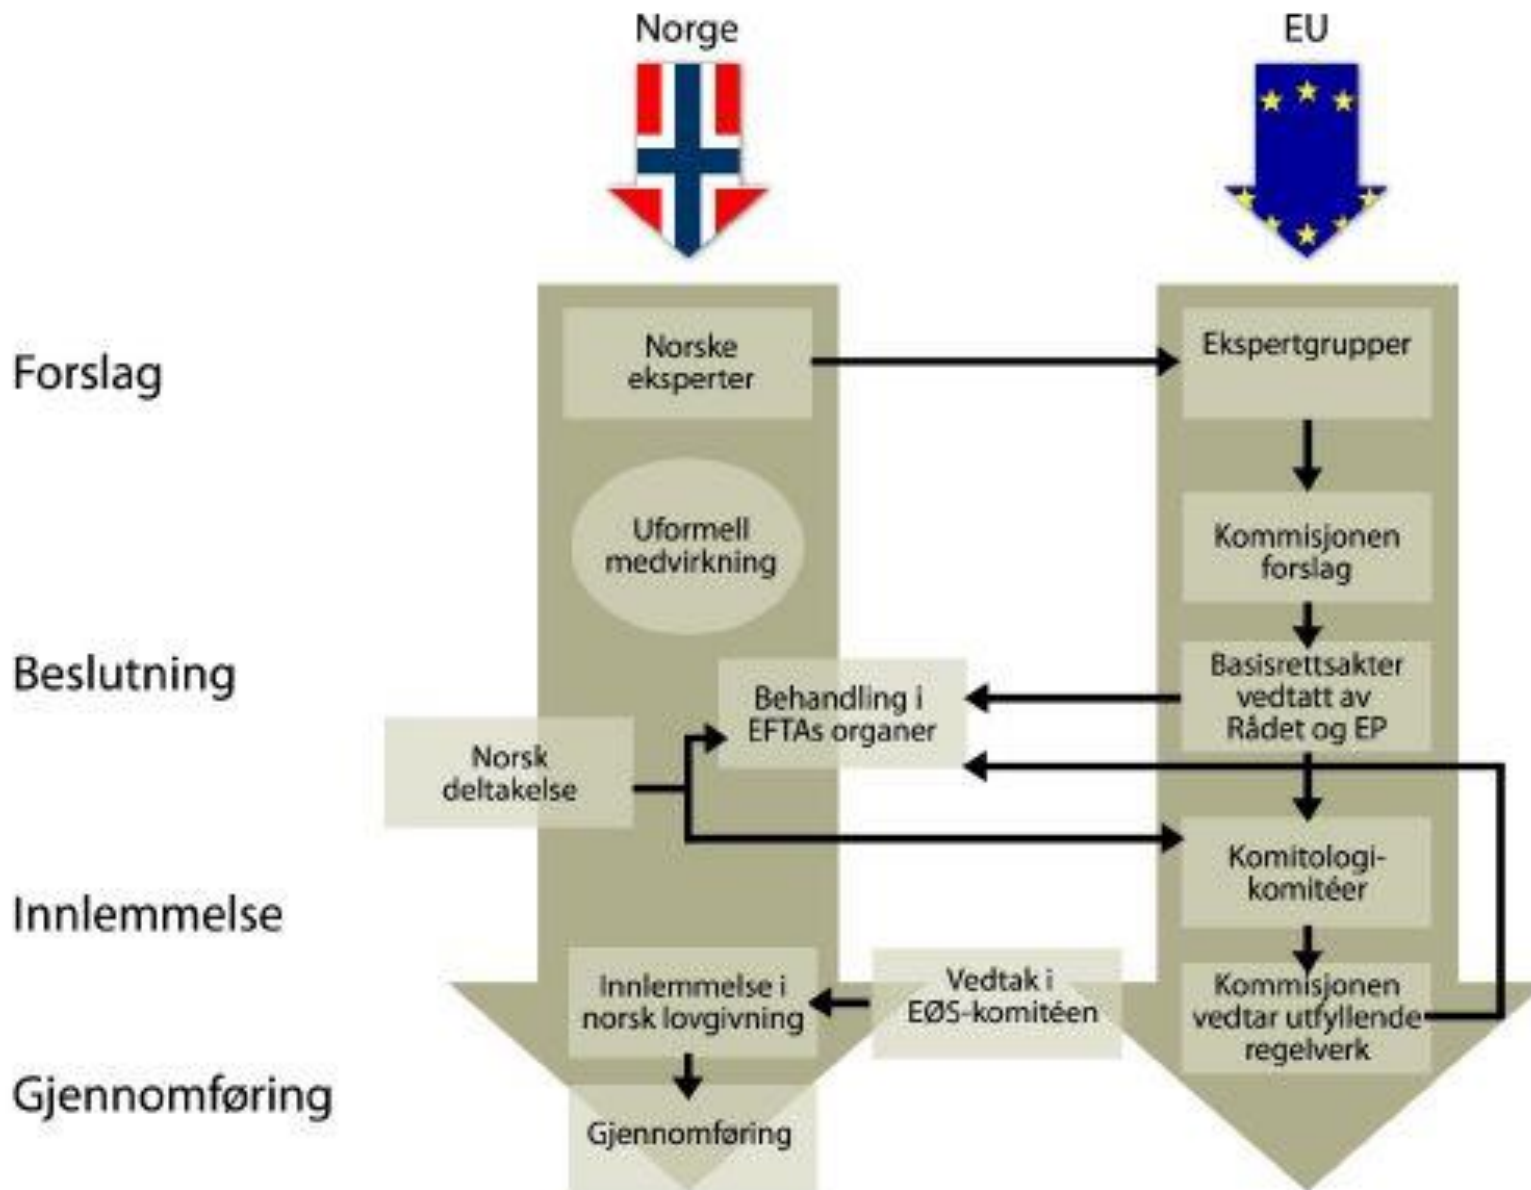 Norge
EU
Forslag
Norske
eksperter
Ekspertgrupper
Uformell
medvirkning
Kommisjonen
forslag
Beslutning
Behandling i
EFTAs organer
Basisrettsakter
vedtatt av
Rådet og EP
Norsk
deltakelse
Komitologi-
komitéer
Innlemmelse
Innlemmelse i
norsk lovgivning
Vedtak i
EØS-komitéen
Kommisjonen
vedtar utfyllende
regelverk
Gjennomføring
Gjennomføring